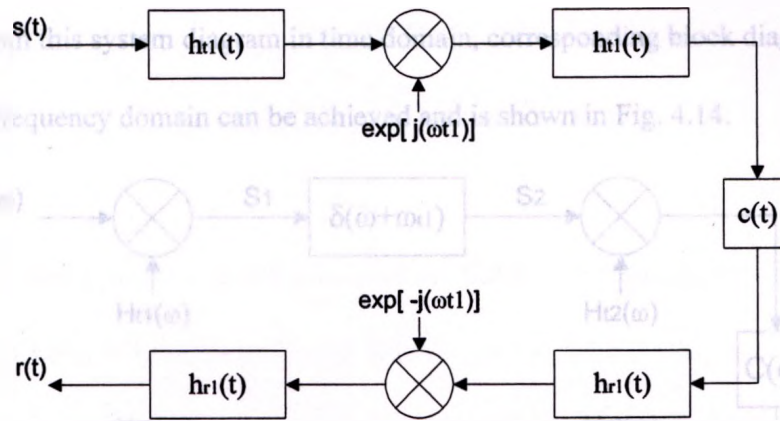 s(t)
ht1(t)
ht1(t)
om this system diagram in time domain, corresponding block dia
exp[ j(ωt1)]
requency domain can be achieved and is shown in Fig. 4.14.
S1
δ(ω+ωt1)
S2
c(t)
Ht1(ω)
exp[ -j(ωt1)]
Ht2(ω)
r(t)
hr1(t)
hr1(t)